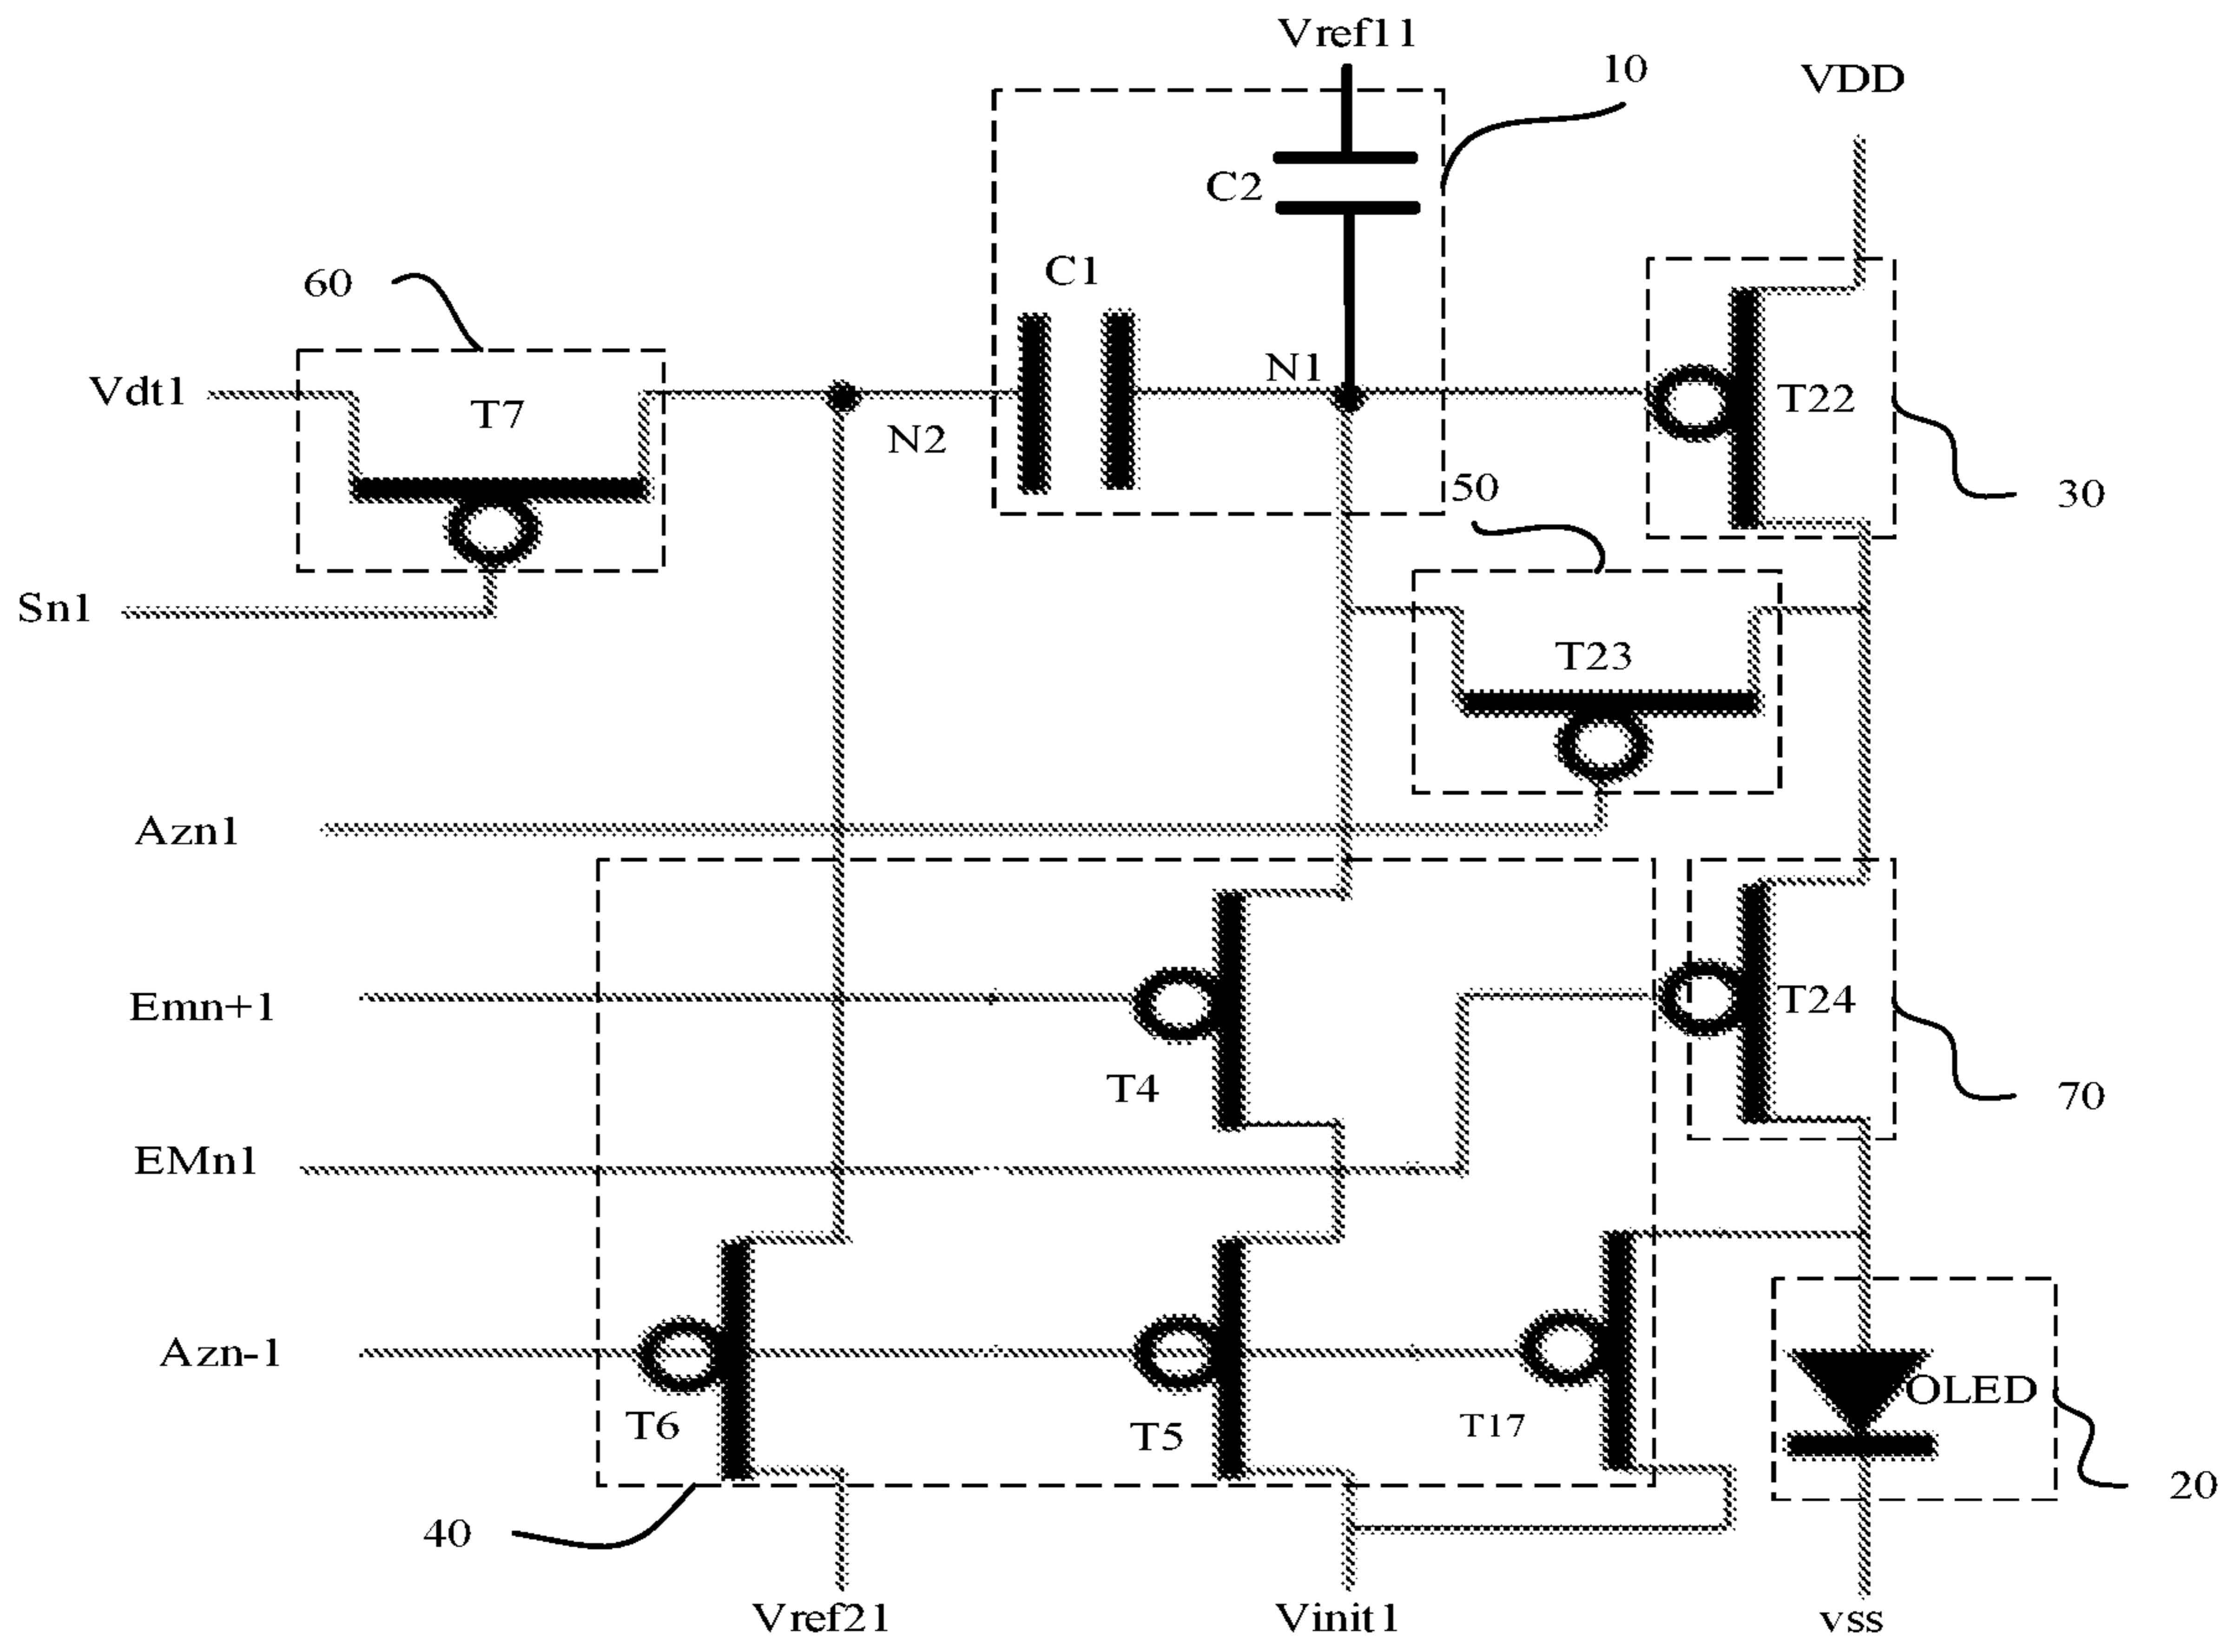 Vref11
10
VDD
C2
C1
60
N1
Vdt1
T7
T22
N2
50
30
Sn1
T23
Azn1
Emn+1
T24
T4
70
EMn1
Azn-1
OLED
T6
T5
T17
20
40
Vref21
Vinit1
vss